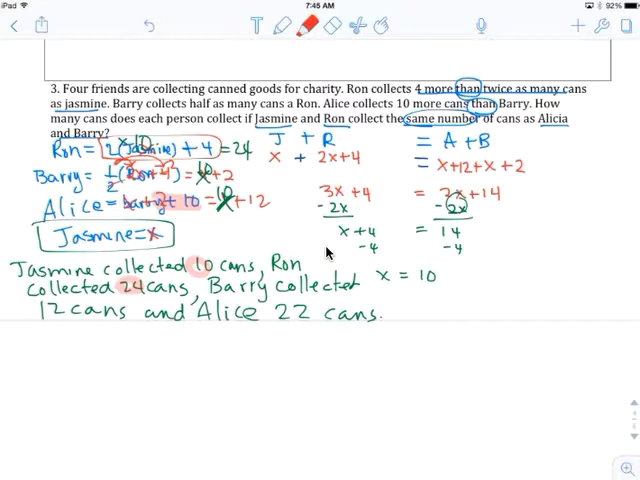 iPad
7:45 AM
92%
T
3. Four friends are collecting canned goods for charity. Ron collects 4 more than twice as many cans
as jasmine. Barry collects half as many cans a Ron. Alice collects 10 more cans than Barry. How
many cans does each person collect if Jasmine and Ron collect the same number of cans as Alicia
and Barry?
J + R = A + B
Ron = 2(Jasmine) + 4 = 24
x + 2x+4 = x+12+x+2
Barry = 1/2 (Ron) = x+2
3x+4 = 2x+14
Alice = barry+10 = x+12
-2x -2x
Jasmine = x
x+4 = 14
-4 -4
Jasmine collected 10 cans, Ron
x = 10
collected 24 cans, Barry collected
12 cans and Alice 22 cans.